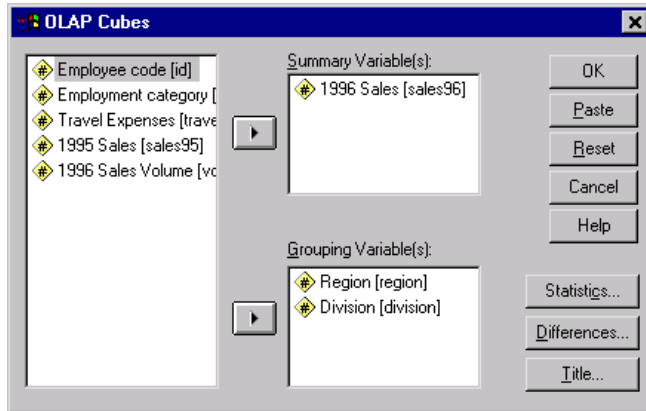 OLAP Cubes
Employee code [id]
Employment category [
Travel Expenses [trave
1995 Sales [sales95]
1996 Sales Volume [vo
Summary Variable(s):
1996 Sales [sales96]
Grouping Variable(s):
Region [region]
Division [division]
OK
Paste
Reset
Cancel
Help
Statistics...
Differences...
Title...